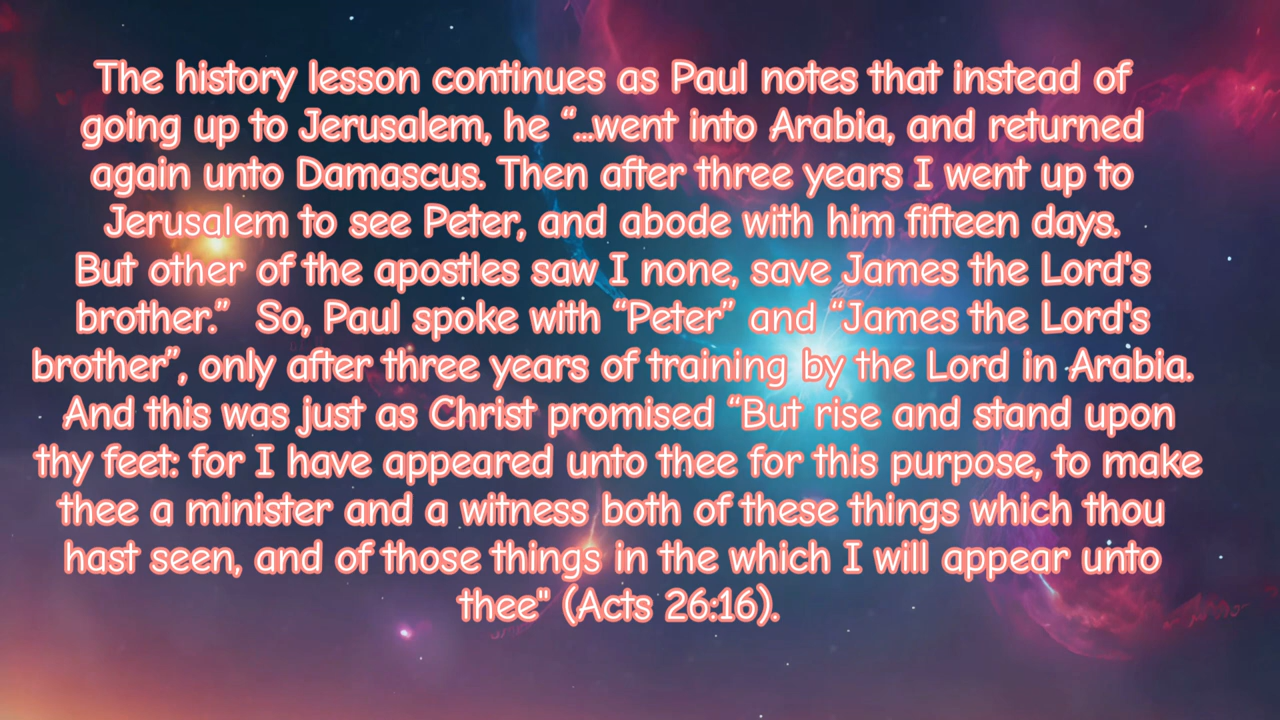 The history lesson continues as Paul notes that instead of
going up to Jerusalem, he “...went into Arabia, and returned
again unto Damascus. Then after three years I went up to
Jerusalem to see Peter, and abode with him fifteen days.
But other of the apostles saw I none, save James the Lord's
brother.”  So, Paul spoke with “Peter” and “James the Lord's
brother”, only after three years of training by the Lord in Arabia.
And this was just as Christ promised “But rise and stand upon
thy feet: for I have appeared unto thee for this purpose, to make
thee a minister and a witness both of these things which thou
hast seen, and of those things in the which I will appear unto
thee" (Acts 26:16).